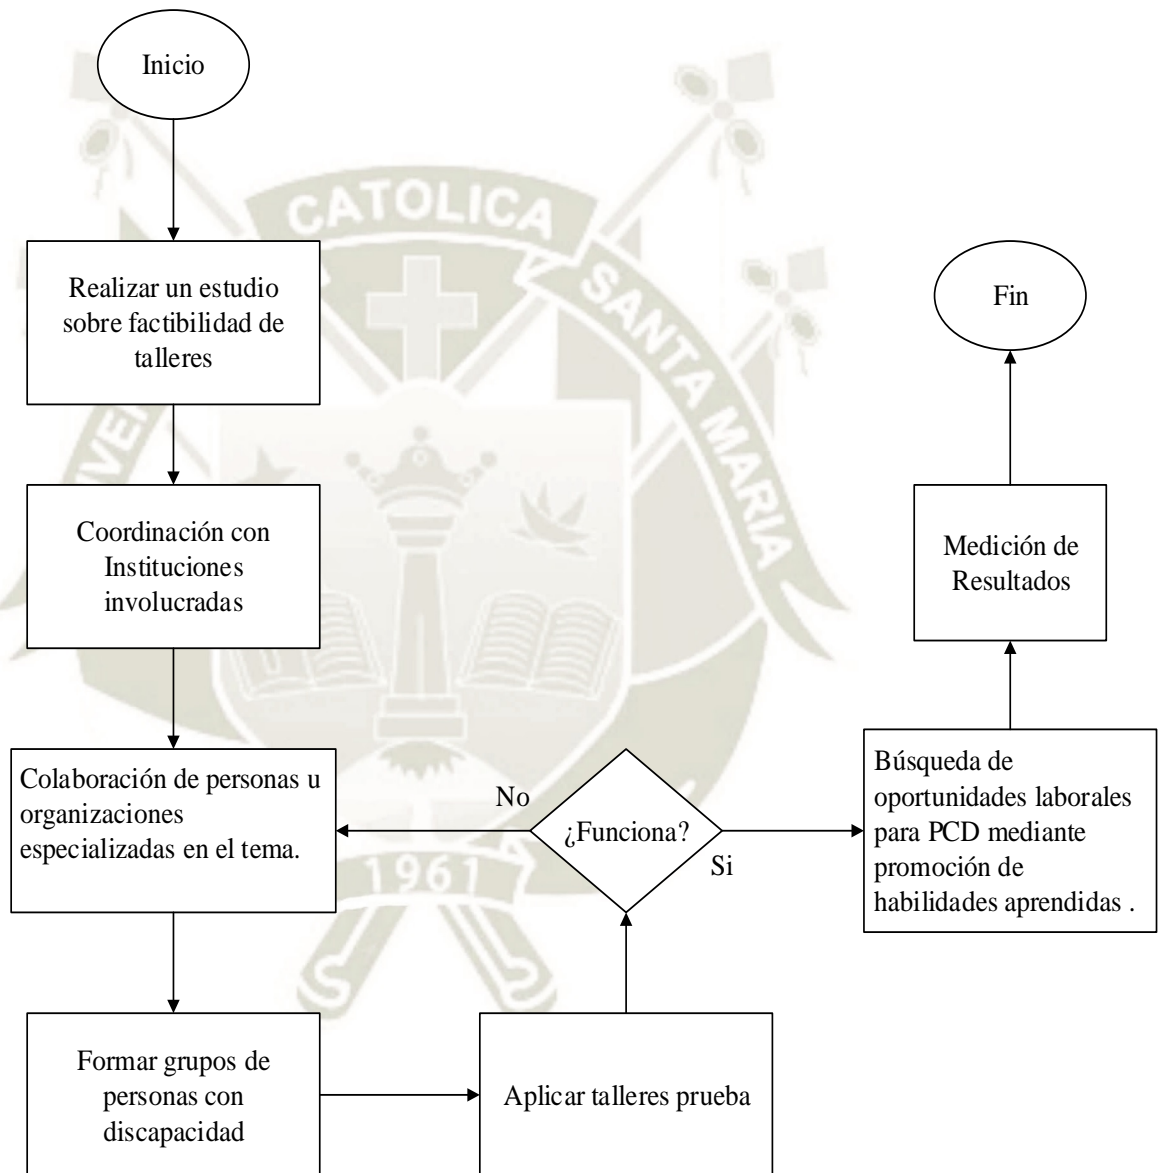 Inicio
Realizar un estudio
sobre factibilidad de
talleres
Coordinación con
Instituciones
involucradas
Colaboración de personas u
organizaciones
especializadas en el tema.
Formar grupos de
personas con
discapacidad
Aplicar talleres prueba
¿Funciona?
No
Si
Búsqueda de
oportunidades laborales
para PCD mediante
promoción de
habilidades aprendidas .
Medición de
Resultados
Fin
CATOLICA
SANTA MARIA
1961